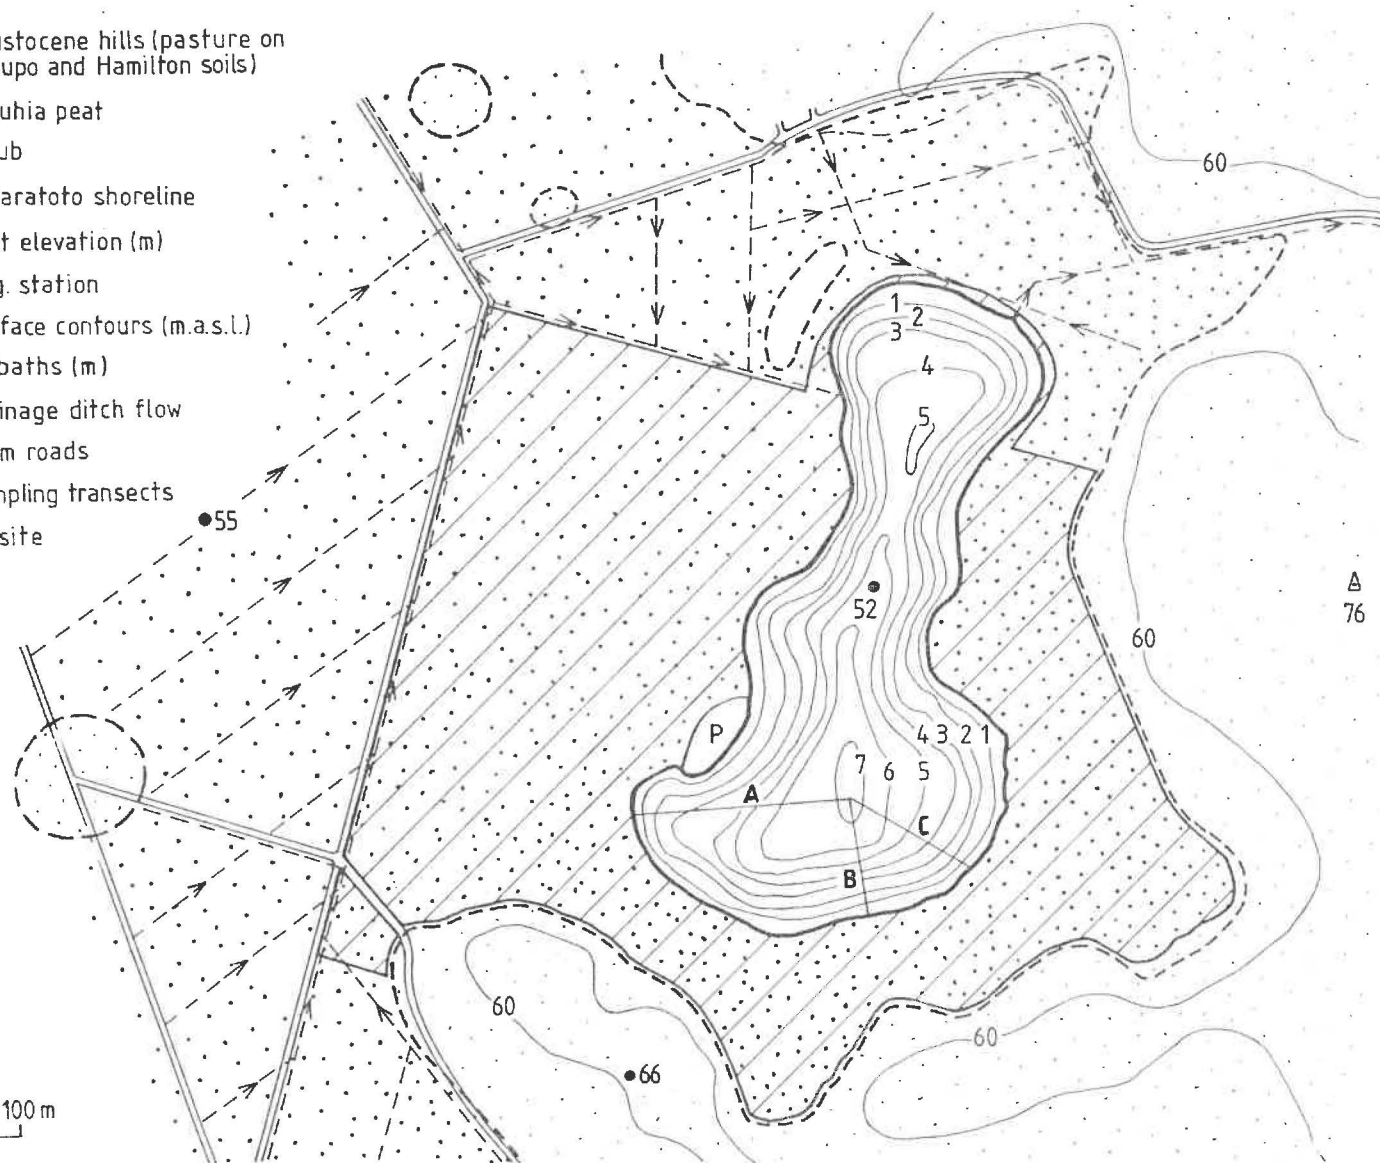 stocene hills (pasture on
upo and Hamilton soils)
uhia peat
ub
aratoto shoreline
t elevation (m)
g. station
face contours (m.a.s.l.)
baths (m)
inage ditch flow
m roads
npling transects
site
60
1
2
3
4
5
55
52
76
60
P
4 3 2 1
7 6 5
A
C
B
60
60
66
100 m